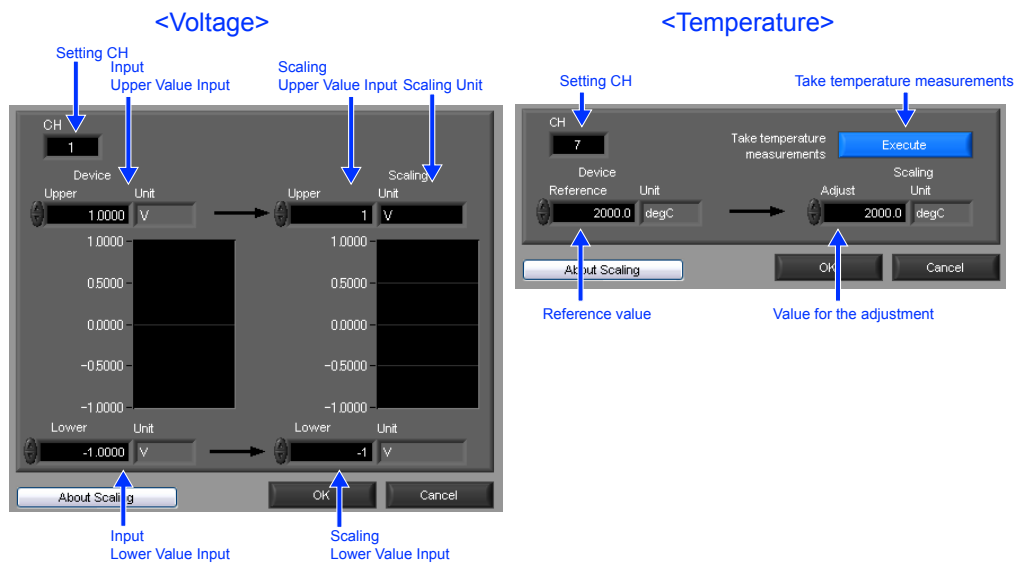 <Voltage>
Setting CH
Input
Upper Value Input
Scaling
Upper Value Input
Scaling Unit
CH
1
Device
Scaling
Upper
Unit
Upper
Unit
1.0000
V
1
V
1.0000
0.5000
0.0000
-0.5000
-1.0000
1.0000
0.5000
0.0000
-0.5000
-1.0000
Lower
Unit
Lower
Unit
-1.0000
V
-1
V
About Scaling
OK
Cancel
Input
Lower Value Input
Scaling
Lower Value Input
<Temperature>
Setting CH
Take temperature measurements
CH
7
Take temperature
measurements
Execute
Device
Scaling
Reference
Unit
Adjust
Unit
2000.0
degC
2000.0
degC
About Scaling
OK
Cancel
Reference value
Value for the adjustment